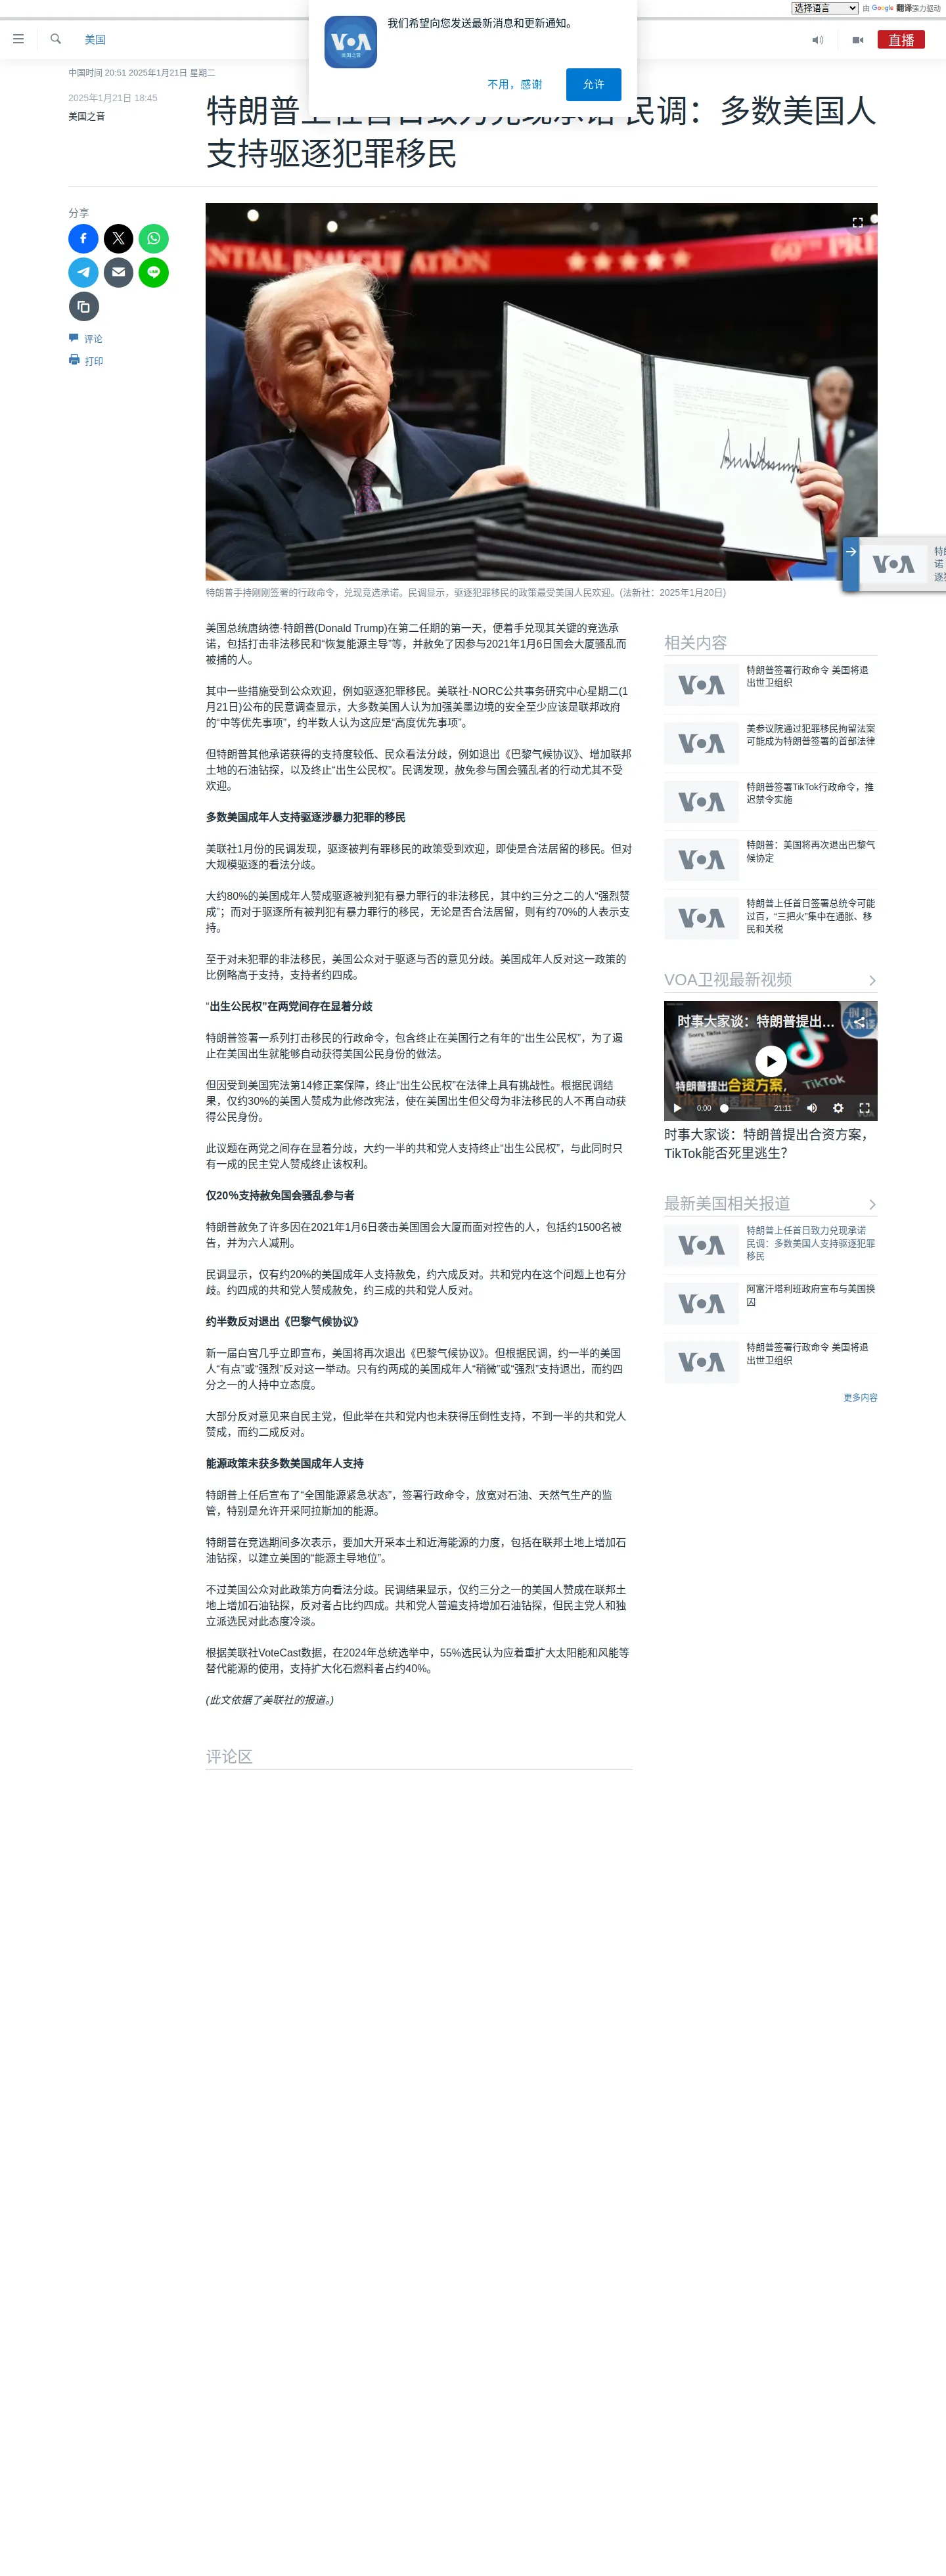 选择语言
由 Google 翻译强力驱动
美国
VOA
美国之音
我们希望向您发送最新消息和更新通知。
不用，感谢
允许
直播
中国时间 20:51 2025年1月21日 星期二
2025年1月21日 18:45
美国之音
民调：多数美国人
支持驱逐犯罪移民
分享
LINE
评论
打印
特朗普手持刚刚签署的行政命令，兑现竞选承诺。民调显示，驱逐犯罪移民的政策最受美国人民欢迎。(法新社：2025年1月20日)
VOA
美国总统唐纳德·特朗普(Donald Trump)在第二任期的第一天，便着手兑现其关键的竞选承
诺，包括打击非法移民和“恢复能源主导”等，并赦免了因参与2021年1月6日国会大厦骚乱而
被捕的人。
其中一些措施受到公众欢迎，例如驱逐犯罪移民。美联社-NORC公共事务研究中心星期二(1
月21日)公布的民意调查显示，大多数美国人认为加强美墨边境的安全至少应该是联邦政府
的“中等优先事项”，约半数人认为这应是“高度优先事项”。
但特朗普其他承诺获得的支持度较低、民众看法分歧，例如退出《巴黎气候协议》、增加联邦
土地的石油钻探，以及终止“出生公民权”。民调发现，赦免参与国会骚乱者的行动尤其不受
欢迎。
多数美国成年人支持驱逐涉暴力犯罪的移民
美联社1月份的民调发现，驱逐被判有罪移民的政策受到欢迎，即使是合法居留的移民。但对
大规模驱逐的看法分歧。
大约80%的美国成年人赞成驱逐被判犯有暴力罪行的非法移民，其中约三分之二的人“强烈赞
成”；而对于驱逐所有被判犯有暴力罪行的移民，无论是否合法居留，则有约70%的人表示支
持。
至于对未犯罪的非法移民，美国公众对于驱逐与否的意见分歧。美国成年人反对这一政策的
比例略高于支持，支持者约四成。
“出生公民权”在两党间存在显着分歧
特朗普签署一系列打击移民的行政命令，包含终止在美国行之有年的“出生公民权”，为了遏
止在美国出生就能够自动获得美国公民身份的做法。
但因受到美国宪法第14修正案保障，终止“出生公民权”在法律上具有挑战性。根据民调结
果，仅约30%的美国人赞成为此修改宪法，使在美国出生但父母为非法移民的人不再自动获
得公民身份。
此议题在两党之间存在显着分歧，大约一半的共和党人支持终止“出生公民权”，与此同时只
有一成的民主党人赞成终止该权利。
仅20%支持赦免国会骚乱参与者
特朗普赦免了许多因在2021年1月6日袭击美国国会大厦而面对控告的人，包括约1500名被
告，并为六人减刑。
民调显示，仅有约20%的美国成年人支持赦免，约六成反对。共和党内在这个问题上也有分
歧。约四成的共和党人赞成赦免，约三成的共和党人反对。
约半数反对退出《巴黎气候协议》
新一届白宫几乎立即宣布，美国将再次退出《巴黎气候协议》。但根据民调，约一半的美国
人“有点”或“强烈”反对这一举动。只有约两成的美国成年人“稍微”或“强烈”支持退出，而约四
分之一的人持中立态度。
大部分反对意见来自民主党，但此举在共和党内也未获得压倒性支持，不到一半的共和党人
赞成，而约二成反对。
能源政策未获多数美国成年人支持
特朗普上任后宣布了“全国能源紧急状态”，签署行政命令，放宽对石油、天然气生产的监
管，特别是允许开采阿拉斯加的能源。
特朗普在竞选期间多次表示，要加大开采本土和近海能源的力度，包括在联邦土地上增加石
油钻探，以建立美国的“能源主导地位”。
不过美国公众对此政策方向看法分歧。民调结果显示，仅约三分之一的美国人赞成在联邦土
地上增加石油钻探，反对者占比约四成。共和党人普遍支持增加石油钻探，但民主党人和独
立派选民对此态度冷淡。
根据美联社VoteCast数据，在2024年总统选举中，55%选民认为应着重扩大太阳能和风能等
替代能源的使用，支持扩大化石燃料者占约40%。
(此文依据了美联社的报道。)
评论区
相关内容
VOA
特朗普签署行政命令 美国将退
出世卫组织
VOA
美参议院通过犯罪移民拘留法案
可能成为特朗普签署的首部法律
VOA
特朗普签署TikTok行政命令，推
迟禁令实施
VOA
特朗普：美国将再次退出巴黎气
候协定
VOA
特朗普上任首日签署总统令可能
过百，“三把火”集中在通胀、移
民和关税
VOA卫视最新视频
时事大家谈：特朗普提出…
特朗普提出合资方案，
TikTok能否死里逃生？
TikTok
0:00
21:11
时事大家谈：特朗普提出合资方案，
TikTok能否死里逃生？
最新美国相关报道
VOA
特朗普上任首日致力兑现承诺
民调：多数美国人支持驱逐犯罪
移民
VOA
阿富汗塔利班政府宣布与美国换
囚
VOA
特朗普签署行政命令 美国将退
出世卫组织
更多内容